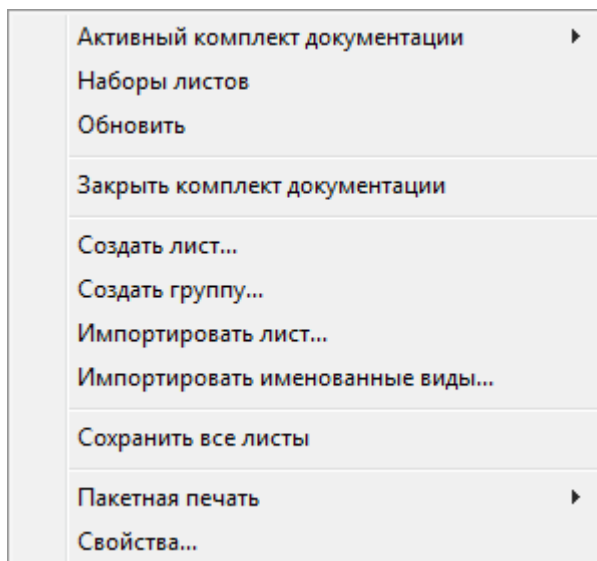 Активный комплект документации
Наборы листов
Обновить
Закрыть комплект документации
Создать лист...
Создать группу...
Импортировать лист...
Импортировать именованные виды...
Сохранить все листы
Пакетная печать
Свойства...